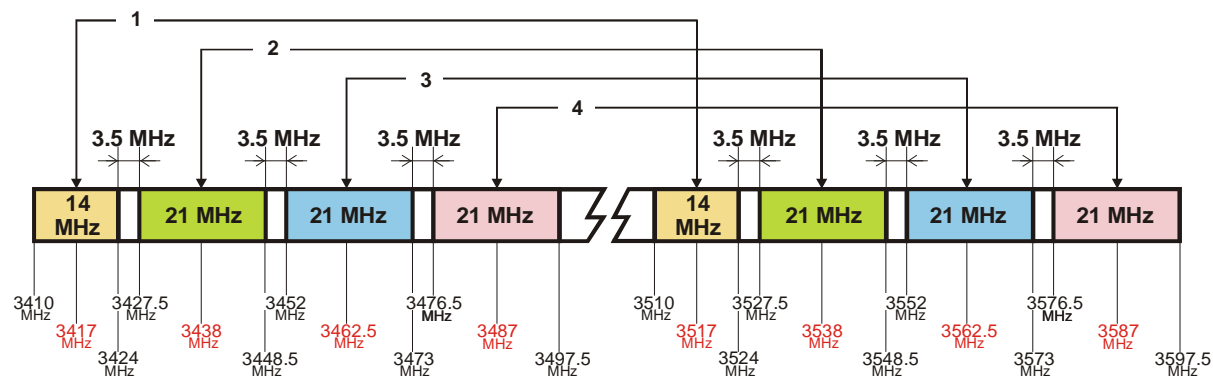 1
2
3
4
3.5 MHz 3.5 MHz 3.5 MHz 3.5 MHz 3.5 MHz 3.5 MHz
14 MHz 21 MHz 21 MHz 21 MHz 14 MHz 21 MHz 21 MHz 21 MHz
3410 MHz 3427.5 MHz 3452 MHz 3476.5 MHz 3510 MHz 3527.5 MHz 3552 MHz 3576.5 MHz
3417 MHz 3438 MHz 3462.5 MHz 3487 MHz 3517 MHz 3538 MHz 3562.5 MHz 3587 MHz
3424 MHz 3448.5 MHz 3473 MHz 3497.5 MHz 3524 MHz 3548.5 MHz 3573 MHz 3597.5 MHz